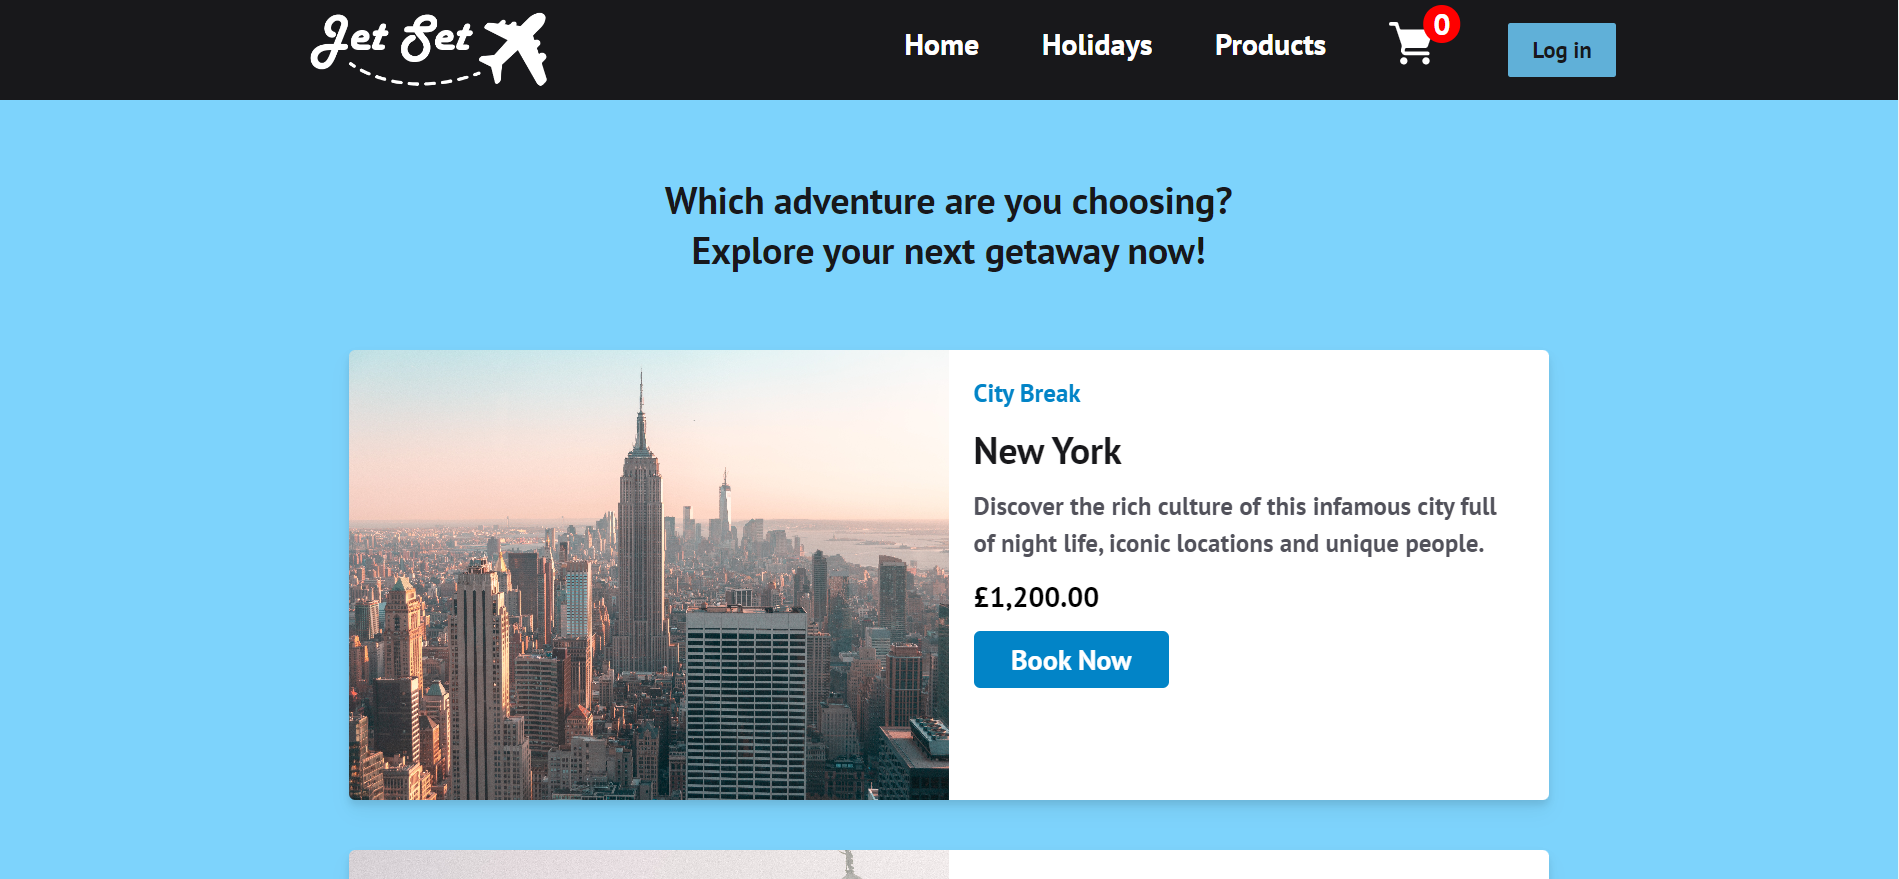 Jet Set
Home
Holidays
Products
0
Log in
Which adventure are you choosing?
Explore your next getaway now!
City Break
New York
Discover the rich culture of this infamous city full
of night life, iconic locations and unique people.
£1,200.00
Book Now